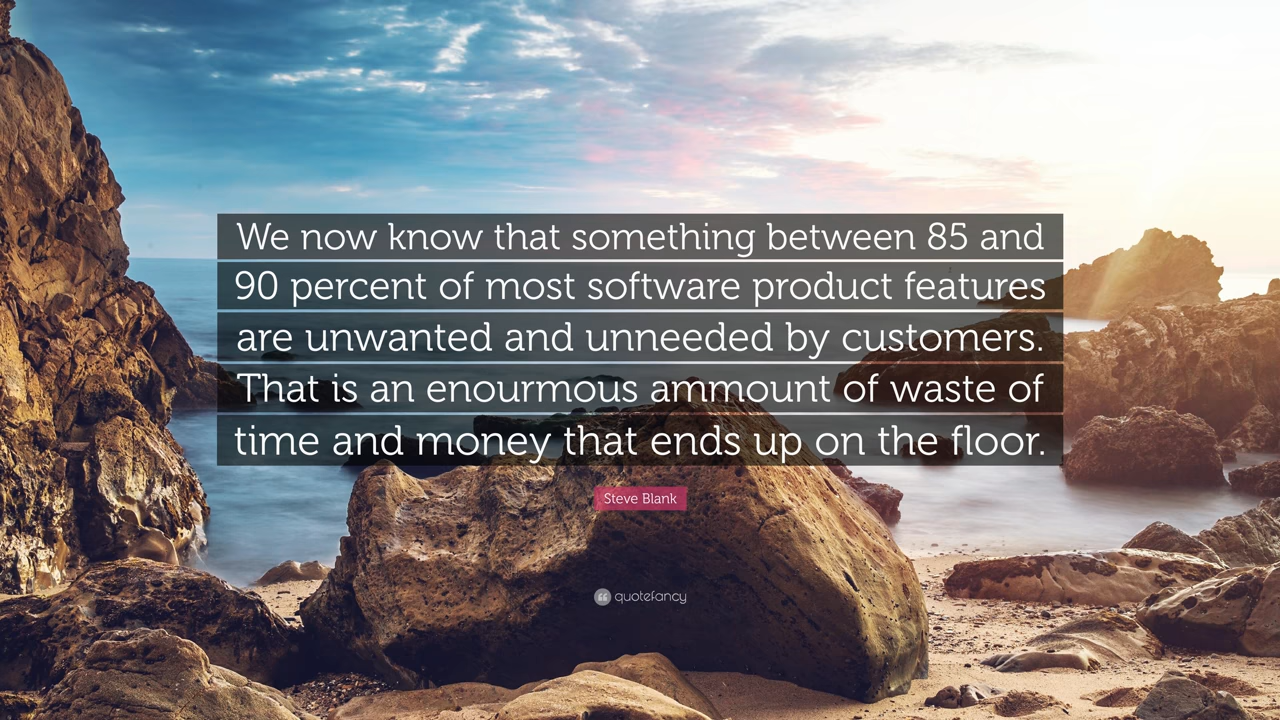 We now know that something between 85 and
90 percent of most software product features
are unwanted and unneeded by customers.
That is an enourmous ammount of waste of
time and money that ends up on the floor.
Steve Blank
quotefancy